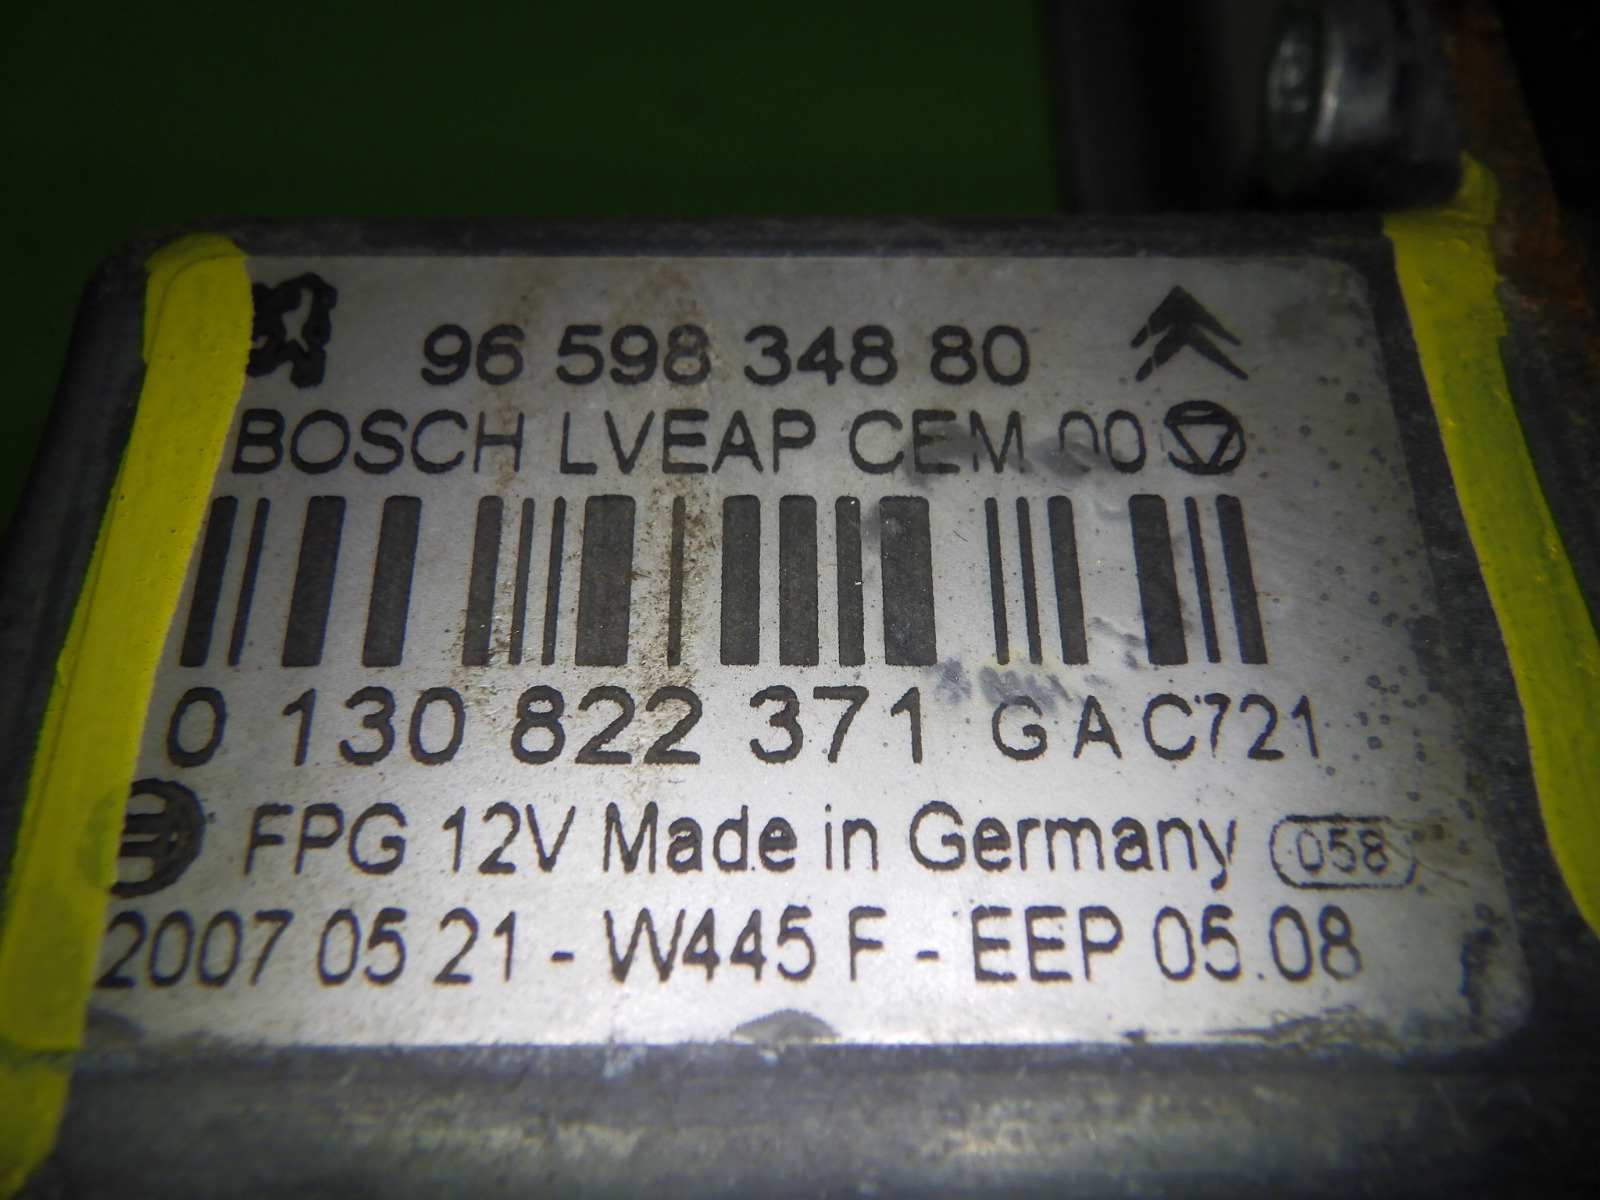 96 598 348 80
BOSCH LVEAP CEM 00
0 130 822 371 G A C721
FPG 12V Made in Germany 058
2007 05 21 - W445 F - EEP 05.08